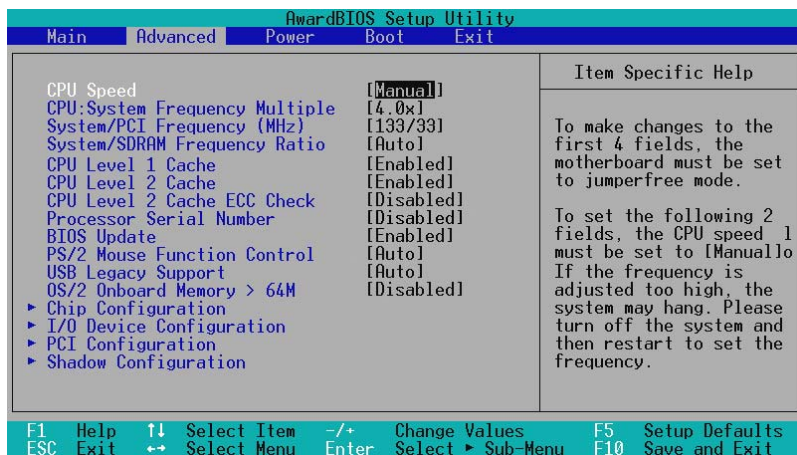 AwardBIOS Setup Utility
Main Advanced Power Boot Exit
CPU Speed [Manual]
CPU:System Frequency Multiple [4.0x]
System/PCI Frequency (MHz) [133/33]
System/SDRAM Frequency Ratio [Auto]
CPU Level 1 Cache [Enabled]
CPU Level 2 Cache [Enabled]
CPU Level 2 Cache ECC Check [Disabled]
Processor Serial Number [Disabled]
BIOS Update [Enabled]
PS/2 Mouse Function Control [Auto]
USB Legacy Support [Auto]
OS/2 Onboard Memory > 64M [Disabled]
▶ Chip Configuration
▶ I/O Device Configuration
▶ PCI Configuration
▶ Shadow Configuration
Item Specific Help
To make changes to the
first 4 fields, the
motherboard must be set
to jumperfree mode.
To set the following 2
fields, the CPU speed l
must be set to [Manuallo
If the frequency is
adjusted too high, the
system may hang. Please
turn off the system and
then restart to set the
frequency.
F1 Help ↑↓ Select Item -/+ Change Values F5 Setup Defaults
ESC Exit ←→ Select Menu Enter Select ▶ Sub-Menu F10 Save and Exit